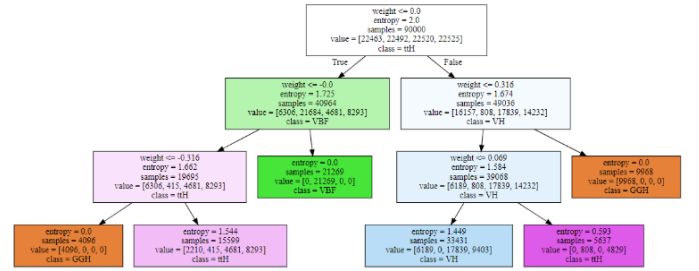 weight <= 0.0
entropy = 2.0
samples = 90000
value = [22463, 22492, 22520, 22525]
class = ttH
True
False
weight <= -0.0
entropy = 1.725
samples = 40964
value = [6306, 21684, 4681, 8293]
class = VBF
weight <= 0.316
entropy = 1.674
samples = 49036
value = [16157, 808, 17839, 14232]
class = VH
weight <= -0.316
entropy = 1.662
samples = 19695
value = [6306, 415, 4681, 8293]
class = ttH
entropy = 0.0
samples = 21269
value = [0, 21269, 0, 0]
class = VBF
weight <= 0.069
entropy = 1.584
samples = 39068
value = [6189, 808, 17839, 14232]
class = VH
entropy = 0.0
samples = 9968
value = [9968, 0, 0, 0]
class = GGH
entropy = 0.0
samples = 4096
value = [4096, 0, 0, 0]
class = GGH
entropy = 1.544
samples = 15599
value = [2210, 415, 4681, 8293]
class = ttH
entropy = 1.449
samples = 33431
value = [6189, 0, 17839, 9403]
class = VH
entropy = 0.593
samples = 5637
value = [0, 808, 0, 4829]
class = ttH